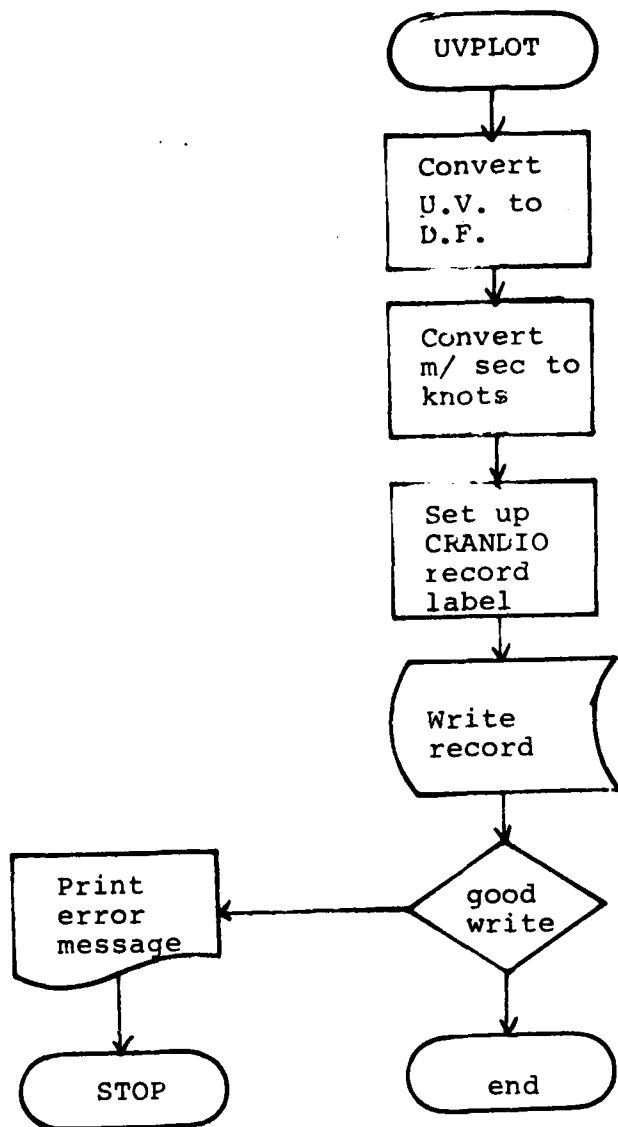 UVPLOT
Convert
U.V. to
D.F.
Convert
m/ sec to
knots
Set up
CRANDIO
record
label
Write
record
good
write
Print
error
message
STOP
end